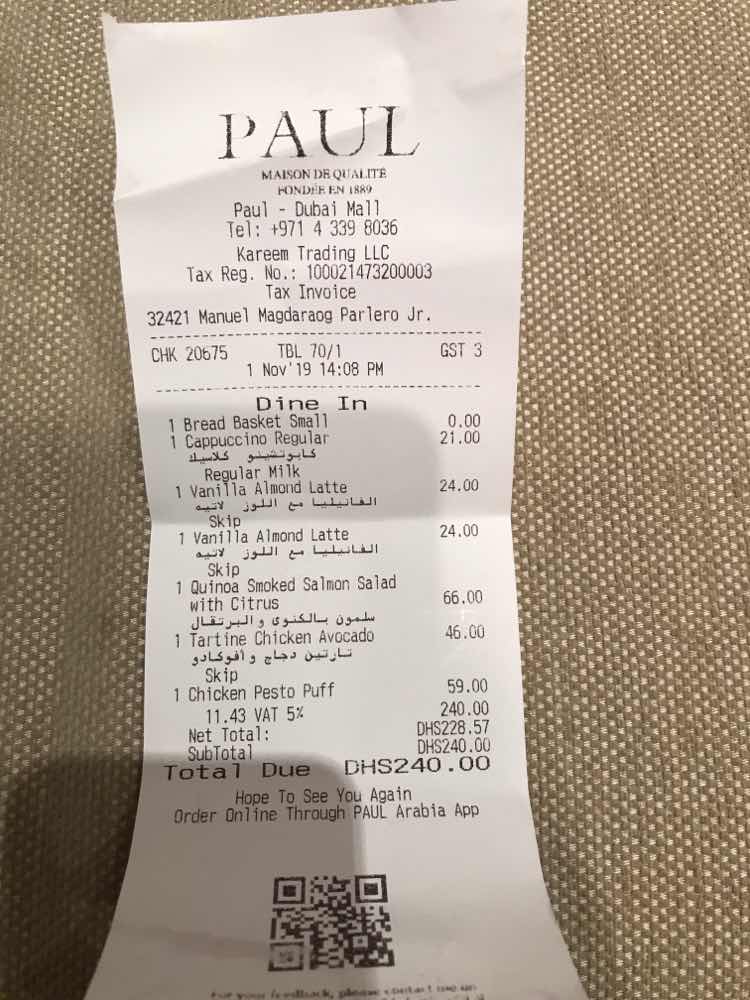 PAUL
MAISON DE QUALITÉ
FONDÉE EN 1889
Paul - Dubai Mall
Tel: +971 4 339 8036
Kareem Trading LLC
Tax Reg. No.: 100021473200003
Tax Invoice
32421 Manuel Magdaraog Parlero Jr.
CHK 20675 TBL 70/1 GST 3
1 Nov'19 14:08 PM
Dine In
1 Bread Basket Small 0.00
1 Cappuccino Regular 21.00
كابوتشينو كلاسيك
Regular Milk
1 Vanilla Almond Latte 24.00
الفانيليا مع اللوز لاتيه
Skip
1 Vanilla Almond Latte 24.00
الفانيليا مع اللوز لاتيه
Skip
1 Quinoa Smoked Salmon Salad
with Citrus 66.00
سلمون بالكنوى والبرتقال
1 Tartine Chicken Avocado 46.00
تارتين دجاج وأفوكادو
Skip
1 Chicken Pesto Puff 59.00
11.43 VAT 5% 240.00
Net Total: DHS228.57
SubTotal DHS240.00
Total Due DHS240.00
Hope To See You Again
Order Online Through PAUL Arabia App
For your feedback, please contact